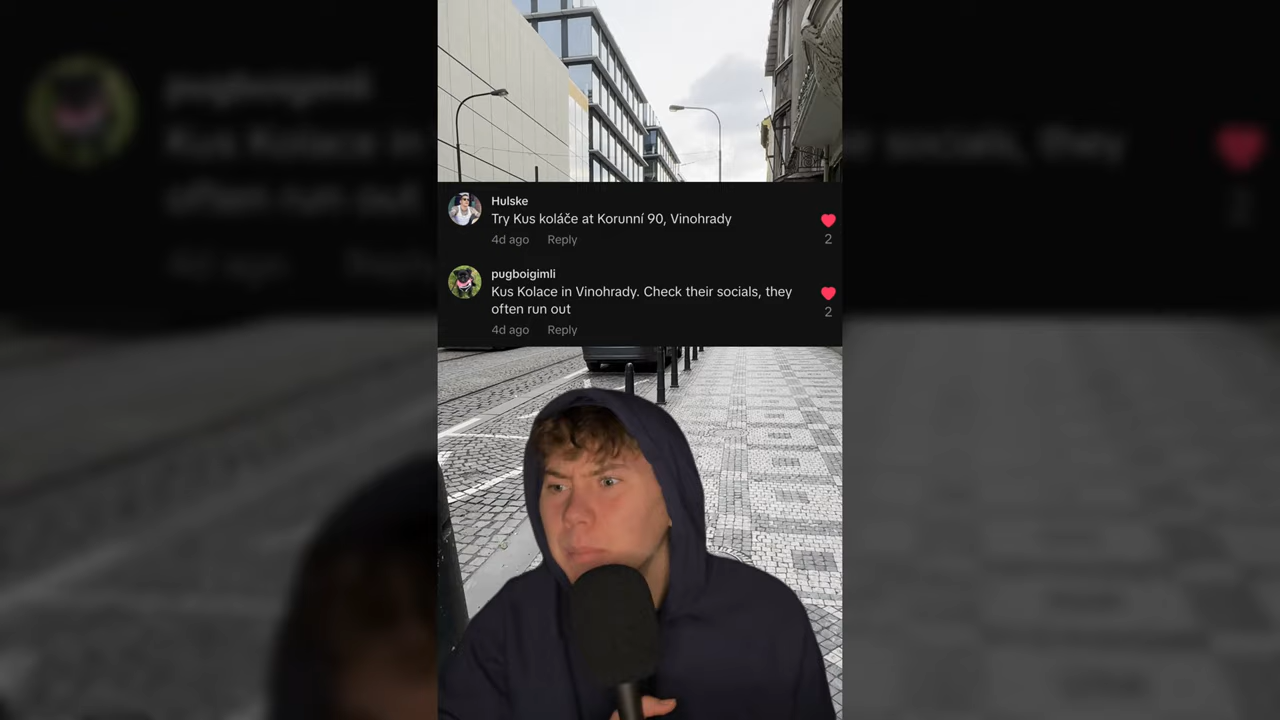 Hulske
Try Kus koláče at Korunní 90, Vinohrady
4d ago Reply
2
pugboigimli
Kus Kolace in Vinohrady. Check their socials, they
often run out
4d ago Reply
2